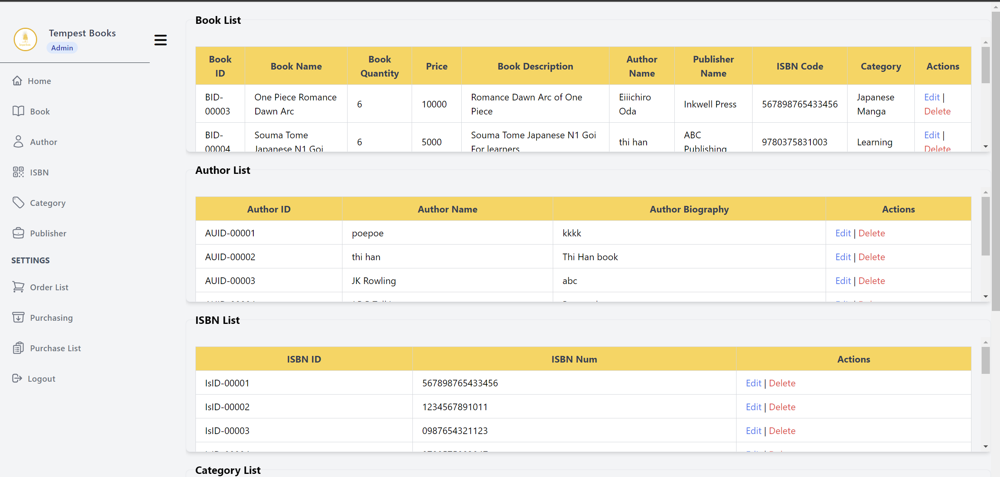 Tempest Books
Admin
Home
Book
Author
ISBN
Category
Publisher
SETTINGS
Order List
Purchasing
Purchase List
Logout
Book List
Book ID | Book Name | Book Quantity | Price | Book Description | Author Name | Publisher Name | ISBN Code | Category | Actions
BID-00003 | One Piece Romance Dawn Arc | 6 | 10000 | Romance Dawn Arc of One Piece | Eiiichiro Oda | Inkwell Press | 567898765433456 | Japanese Manga | Edit | Delete
BID-00004 | Souma Tome Japanese N1 Goi | 6 | 5000 | Souma Tome Japanese N1 Goi For learners | thi han | ABC Publishing | 9780375831003 | Learning | Edit | Delete
Author List
Author ID | Author Name | Author Biography | Actions
AUID-00001 | poepoe | kkkk | Edit | Delete
AUID-00002 | thi han | Thi Han book | Edit | Delete
AUID-00003 | JK Rowling | abc | Edit | Delete
ISBN List
ISBN ID | ISBN Num | Actions
IsID-00001 | 567898765433456 | Edit | Delete
IsID-00002 | 1234567891011 | Edit | Delete
IsID-00003 | 0987654321123 | Edit | Delete
Category List